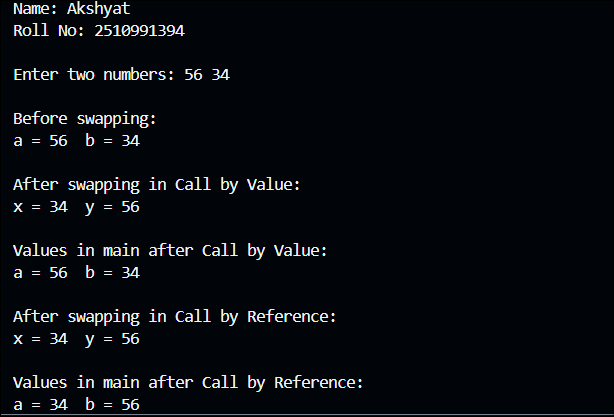 Name: Akshyat
Roll No: 2510991394
Enter two numbers: 56 34
Before swapping:
a = 56  b = 34
After swapping in Call by Value:
x = 34  y = 56
Values in main after Call by Value:
a = 56  b = 34
After swapping in Call by Reference:
x = 34  y = 56
Values in main after Call by Reference:
a = 34  b = 56